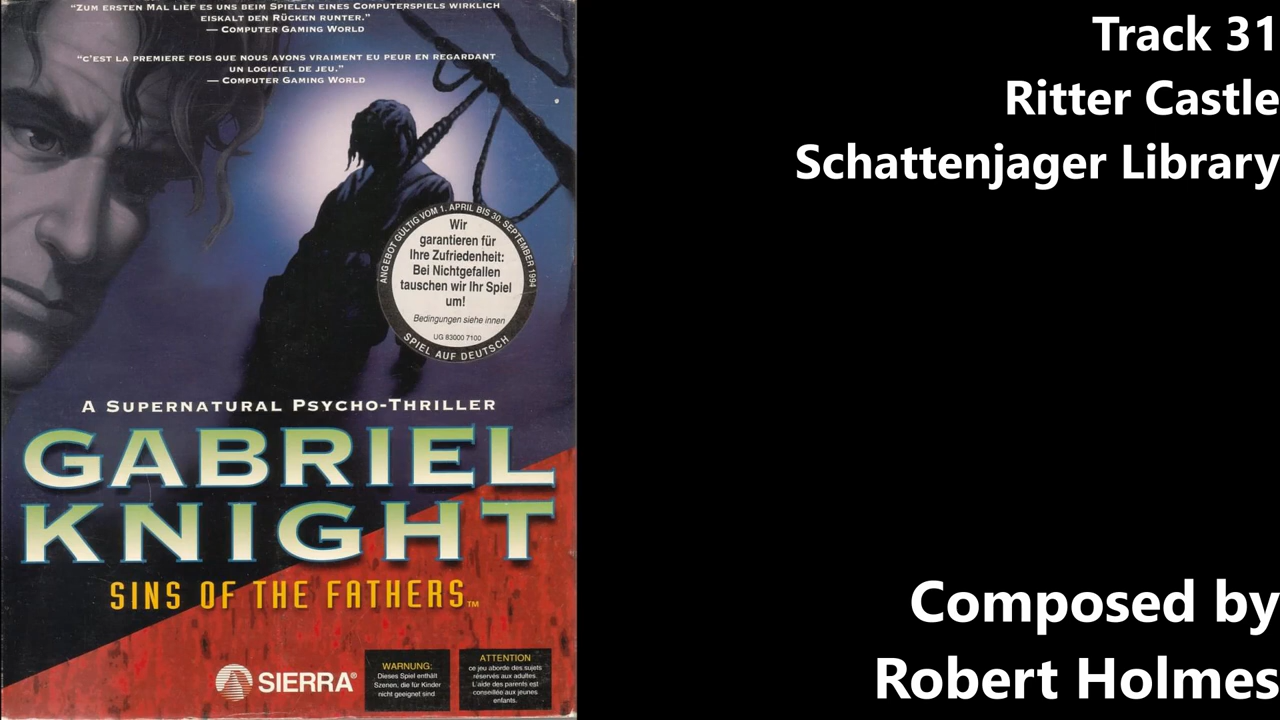 “ZUM ERSTEN MAL LIEF ES UNS BEIM SPIELEN EINES COMPUTERSPIELS WIRKLICH
EISKALT DEN RÜCKEN RUNTER.”
— COMPUTER GAMING WORLD
“C'EST LA PREMIERE FOIS QUE NOUS AVONS VRAIMENT EU PEUR EN REGARDANT
UN LOGICIEL DE JEU.”
— COMPUTER GAMING WORLD
ANGEBOT GÜLTIG VOM 1. APRIL BIS 30. SEPTEMBER 1994
Wir
garantieren für
Ihre Zufriedenheit:
Bei Nichtgefallen
tauschen wir Ihr Spiel
um!
Bedingungen siehe innen
UG 83000 7100
SPIEL AUF DEUTSCH
A SUPERNATURAL PSYCHO-THRILLER
GABRIEL
KNIGHT
SINS OF THE FATHERS™
SIERRA®
WARNUNG:
Dieses Spiel enthält
Szenen, die für Kinder
nicht geeignet sind
ATTENTION
ce jeu aborde des sujets
réservés aux adultes.
L'aide des parents est
conseillée aux jeunes
enfants.
Track 31
Ritter Castle
Schattenjager Library
Composed by
Robert Holmes